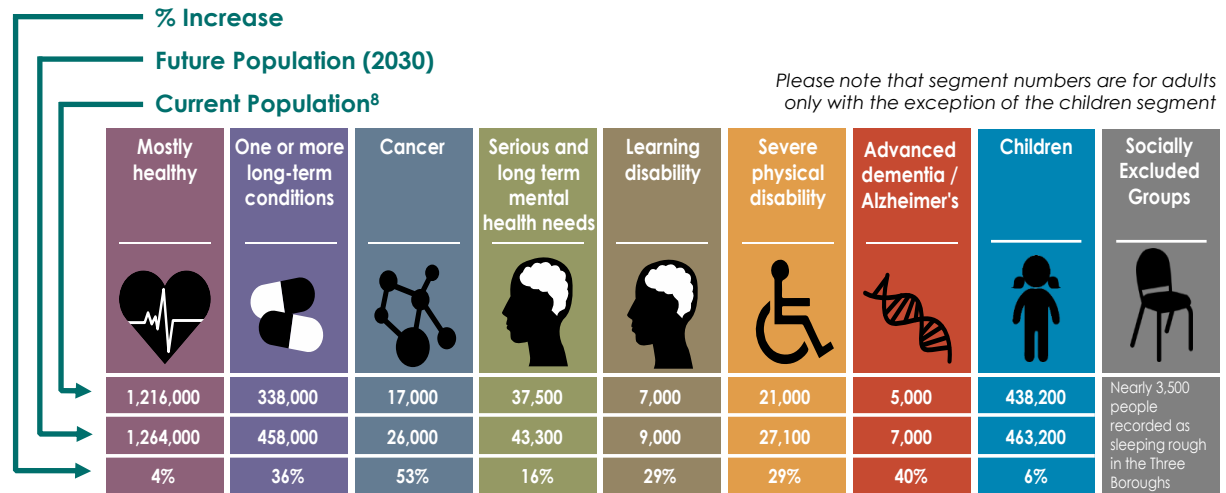 % Increase
Future Population (2030)
Current Population⁸
Please note that segment numbers are for adults
only with the exception of the children segment
Mostly
healthy
One or more
long-term
conditions
Cancer
Serious and
long term
mental
health needs
Learning
disability
Severe
physical
disability
Advanced
dementia /
Alzheimer's
Children
Socially
Excluded
Groups
1,216,000 338,000 17,000 37,500 7,000 21,000 5,000 438,200
1,264,000 458,000 26,000 43,300 9,000 27,100 7,000 463,200
4% 36% 53% 16% 29% 29% 40% 6%
Nearly 3,500
people
recorded as
sleeping rough
in the Three
Boroughs